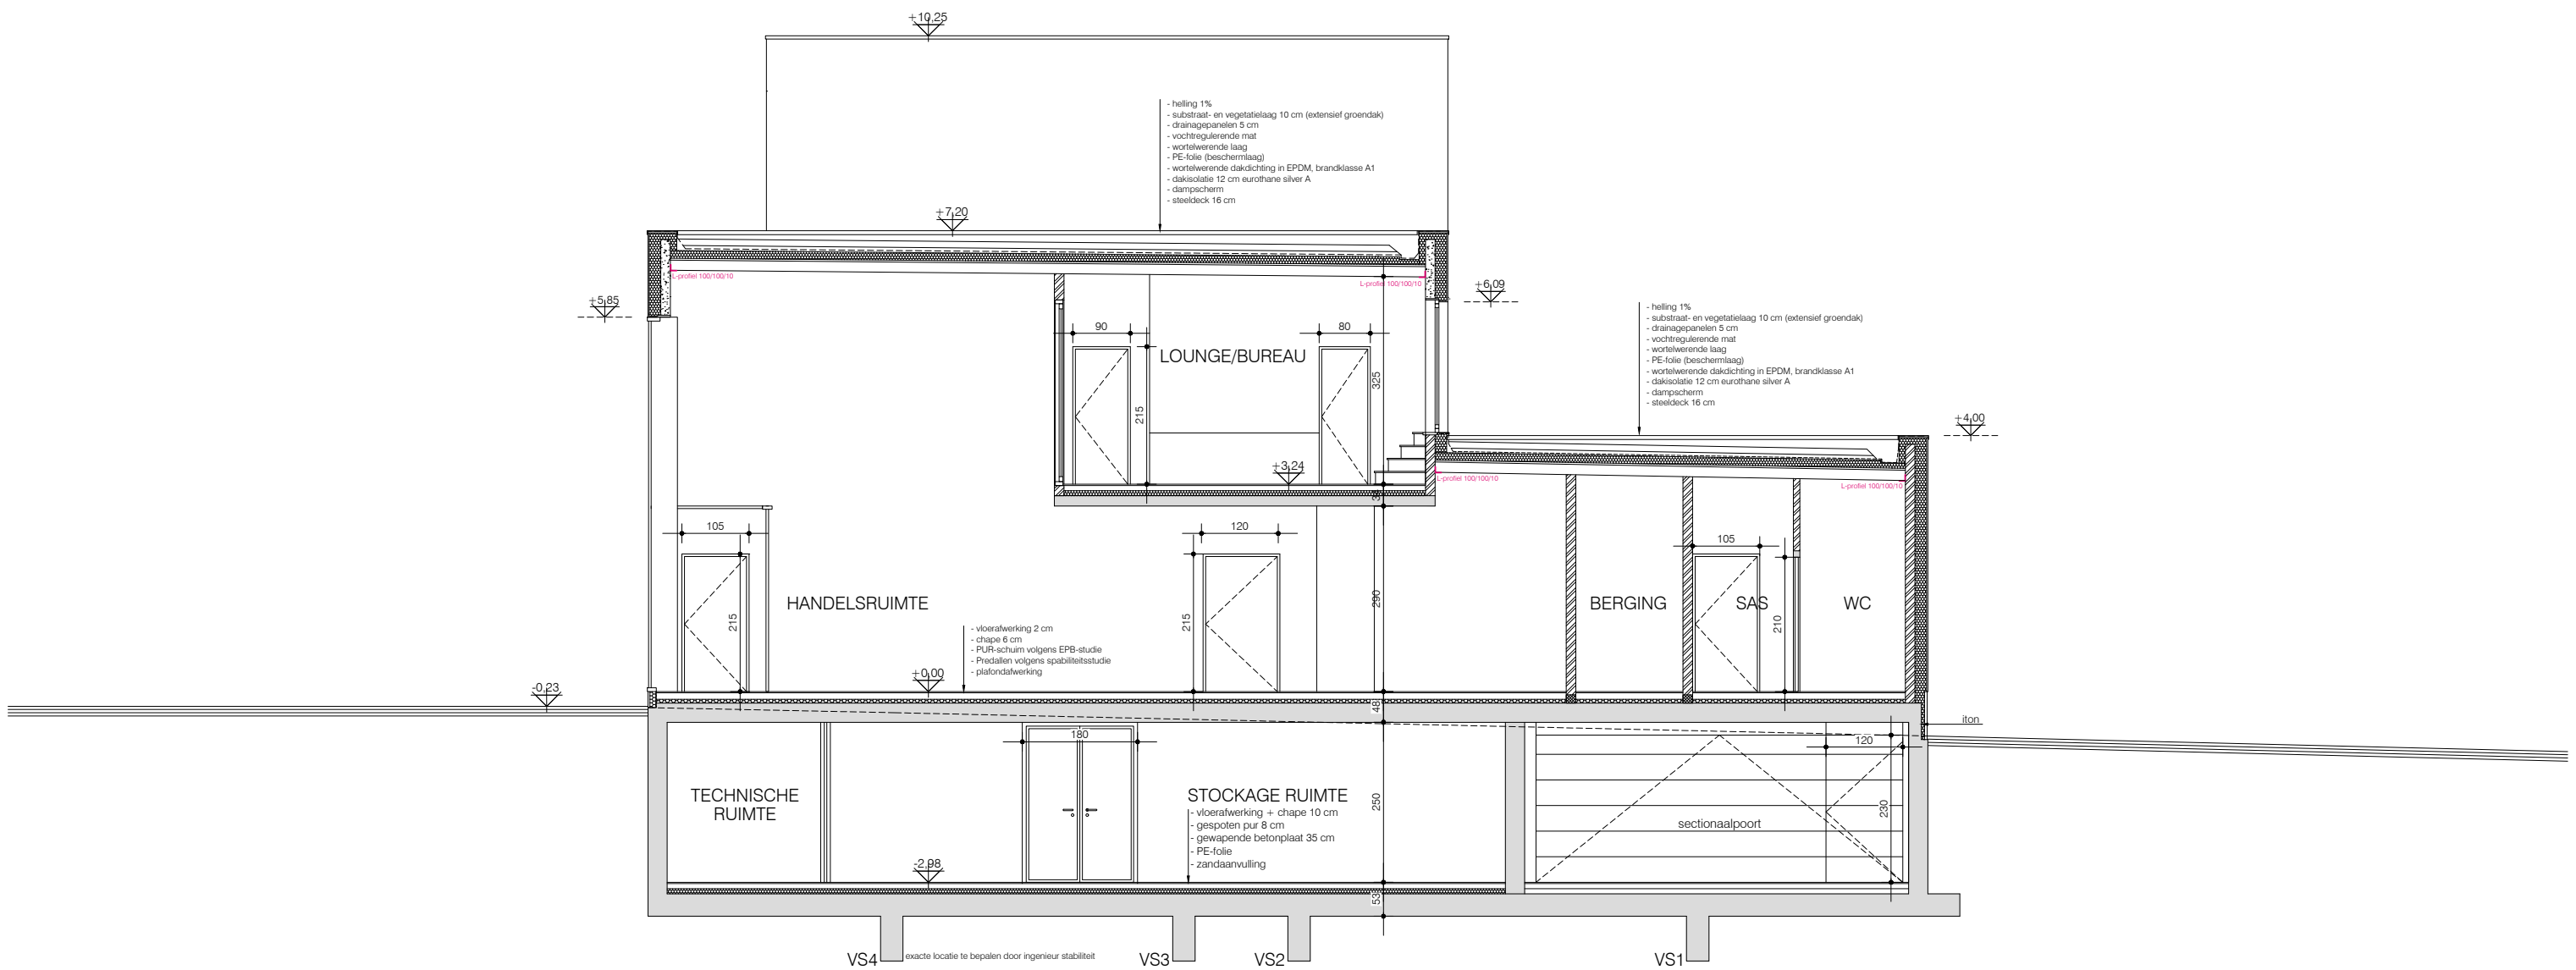 +10,25
- helling 1%
- substraat- en vegetatielaag 10 cm (extensief groendak)
- drainagepanelen 5 cm
- vochtregulerende mat
- wortelwerende laag
- PE-folie (beschermlaag)
- wortelwerende dakdichting in EPDM, brandklasse A1
- dakisolatie 12 cm eurothane silver A
- dampscherm
- steeldeck 16 cm
+7,20
L-profiel 100/100/10
L-profiel 100/100/10
+5,85
+6,09
- helling 1%
- substraat- en vegetatielaag 10 cm (extensief groendak)
- drainagepanelen 5 cm
- vochtregulerende mat
- wortelwerende laag
- PE-folie (beschermlaag)
- wortelwerende dakdichting in EPDM, brandklasse A1
- dakisolatie 12 cm eurothane silver A
- dampscherm
- steeldeck 16 cm
90
80
LOUNGE/BUREAU
325
215
+4,00
+3,24
L-profiel 100/100/10
L-profiel 100/100/10
105
120
105
HANDELSRUIMTE
BERGING
SAS
WC
215
215
290
210
- vloerafwerking 2 cm
- chape 6 cm
- PUR-schuim volgens EPB-studie
- Predallen volgens spabiliteitsstudie
- plafondafwerking
+0,00
-0,23
48
iton
180
120
TECHNISCHE
RUIMTE
STOCKAGE RUIMTE
- vloerafwerking + chape 10 cm
- gespoten pur 8 cm
- gewapende betonplaat 35 cm
- PE-folie
- zandaanvulling
250
230
sectionaalpoort
-2,98
53
VS4
exacte locatie te bepalen door ingenieur stabiliteit
VS3
VS2
VS1